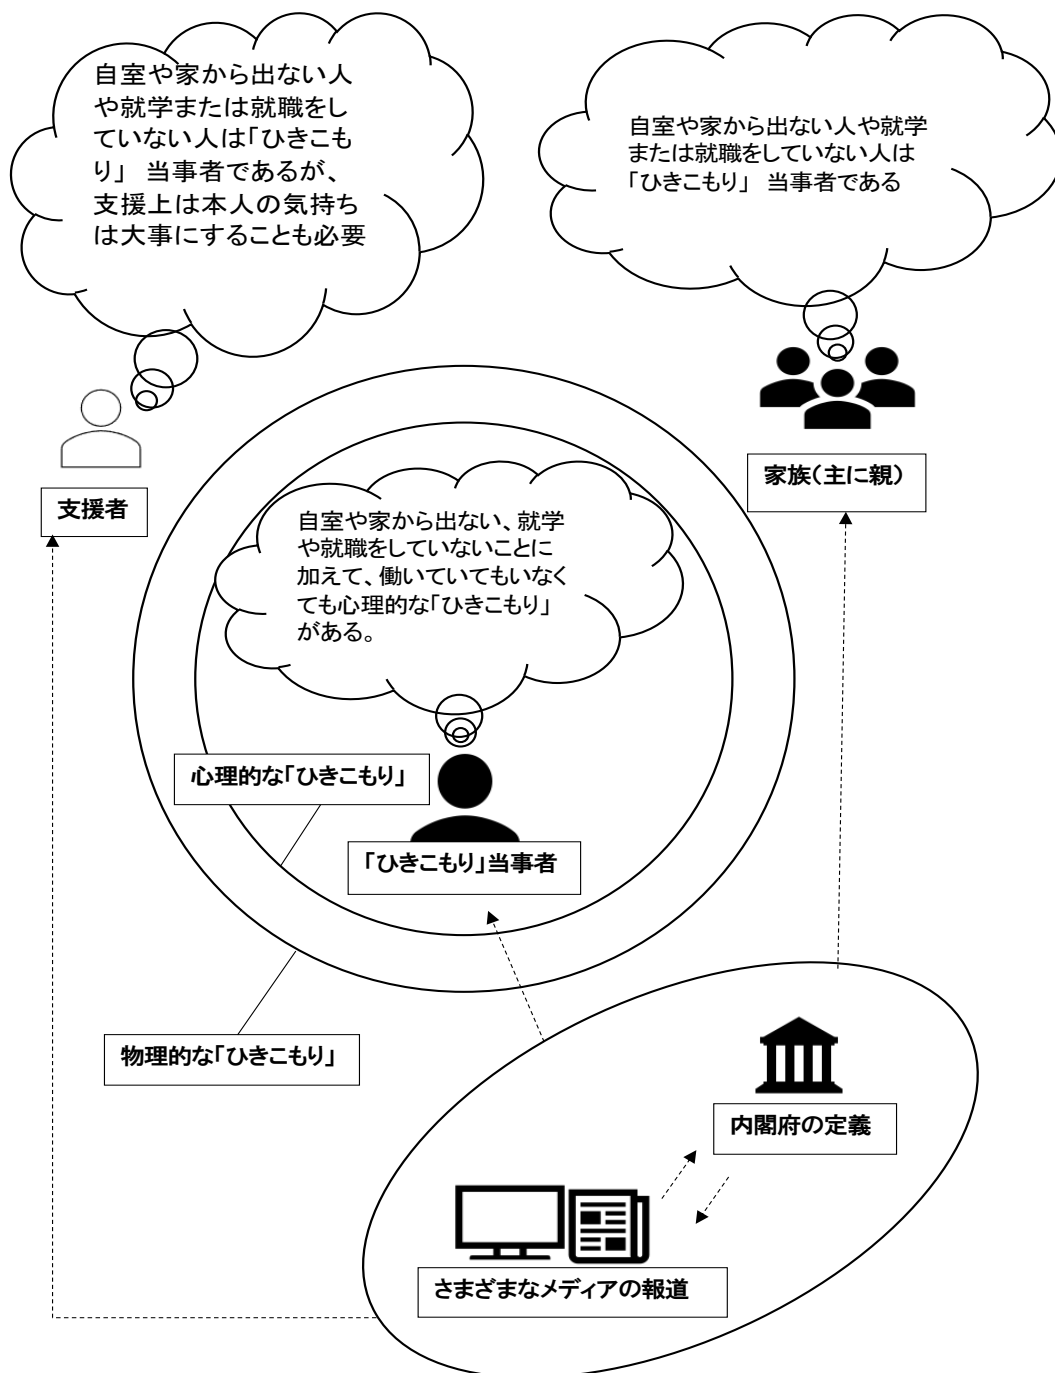 自室や家から出ない人
や就学または就職をし
ていない人は「ひきこも
り」 当事者であるが、
支援上は本人の気持ち
は大事にすることも必要
自室や家から出ない人や就学
または就職をしていない人は
「ひきこもり」 当事者である
支援者
家族（主に親）
自室や家から出ない、就学
や就職をしていないことに
加えて、働いていてもいなく
ても心理的な「ひきこもり」
がある。
心理的な「ひきこもり」
「ひきこもり」当事者
物理的な「ひきこもり」
内閣府の定義
さまざまなメディアの報道